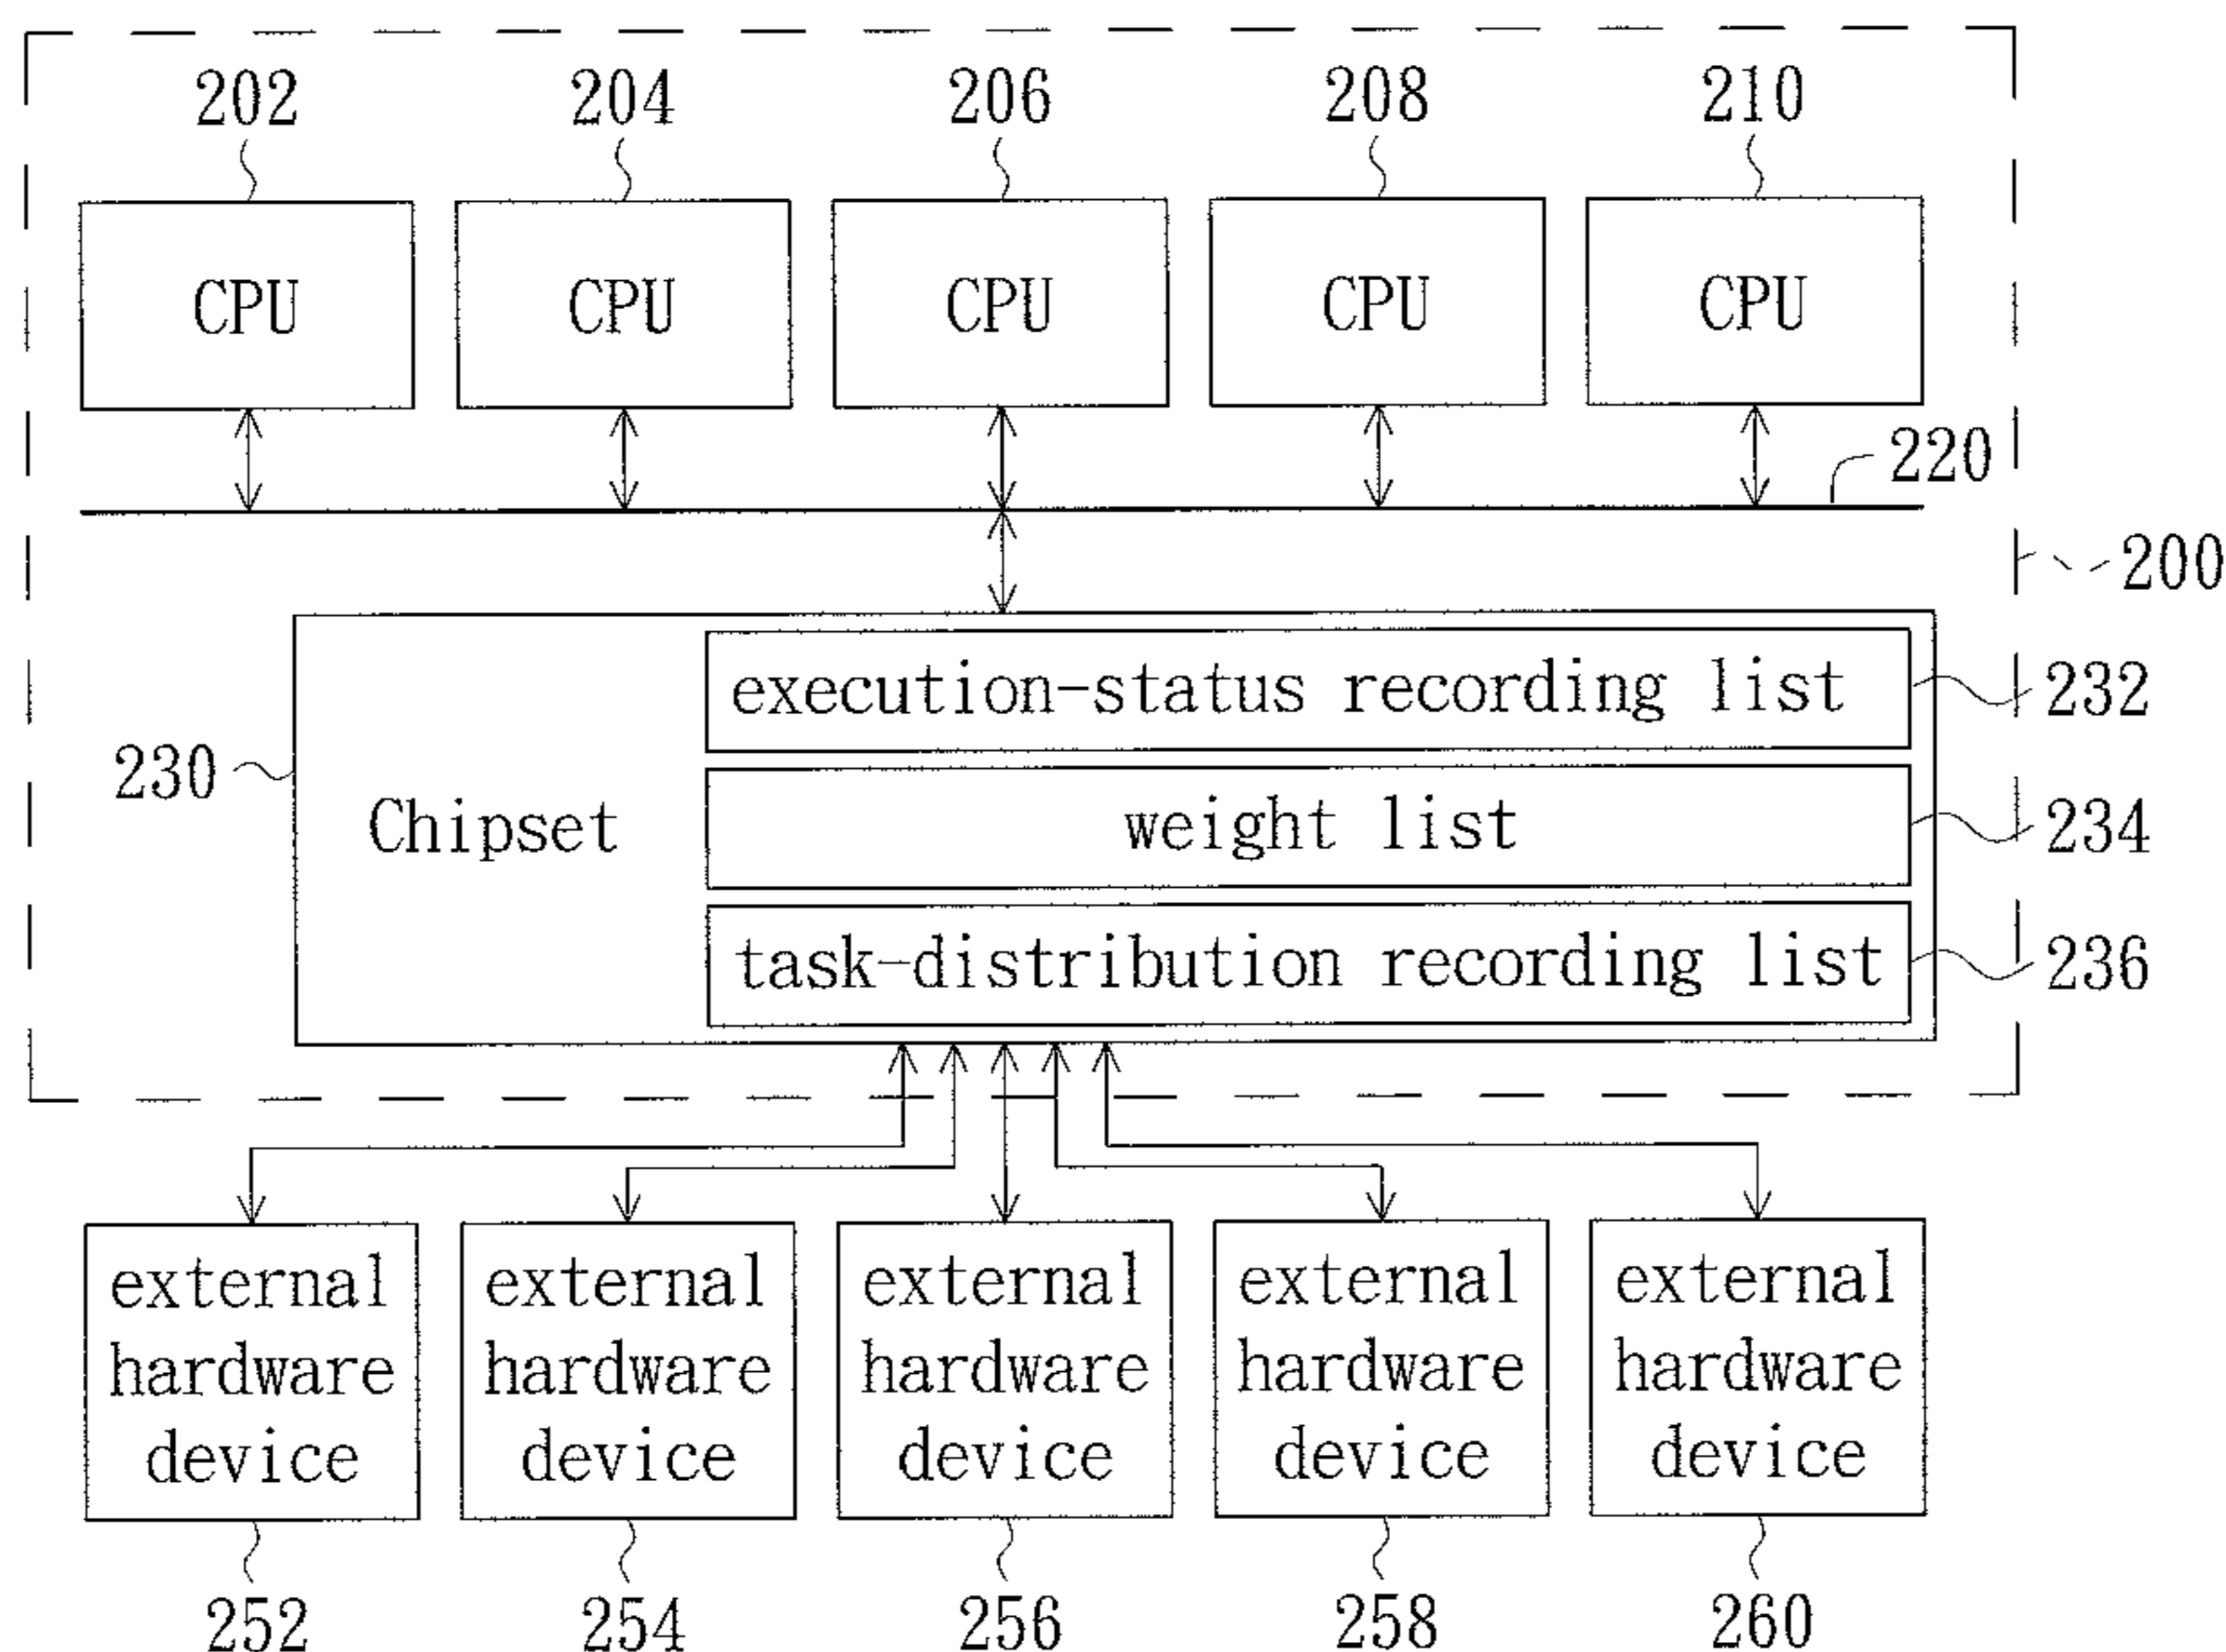 202 204 206 208 210
CPU CPU CPU CPU CPU
220
200
execution-status recording list
232
230
Chipset
weight list
234
task-distribution recording list
236
external external external external external
hardware hardware hardware hardware hardware
device device device device device
252 254 256 258 260